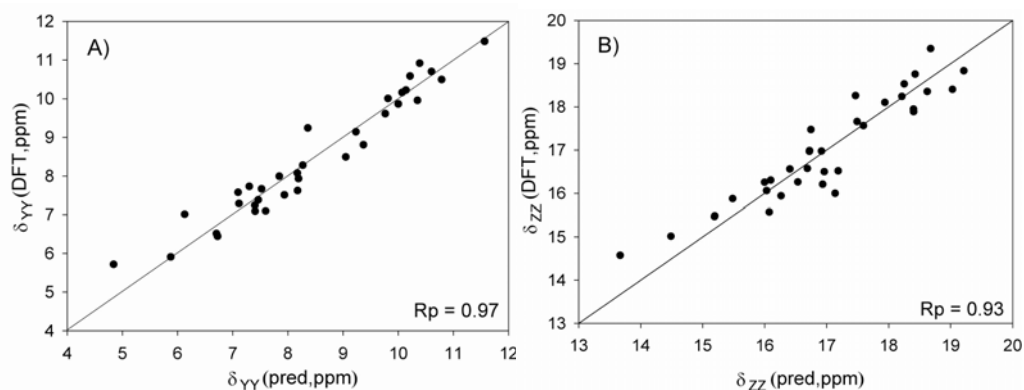 A)
12
11
10
9
8
7
6
5
4
δYY (DFT,ppm)
Rp = 0.97
4 5 6 7 8 9 10 11 12
δYY (pred,ppm)
B)
20
19
18
17
16
15
14
13
δZZ (DFT,ppm)
Rp = 0.93
13 14 15 16 17 18 19 20
δZZ (pred,ppm)